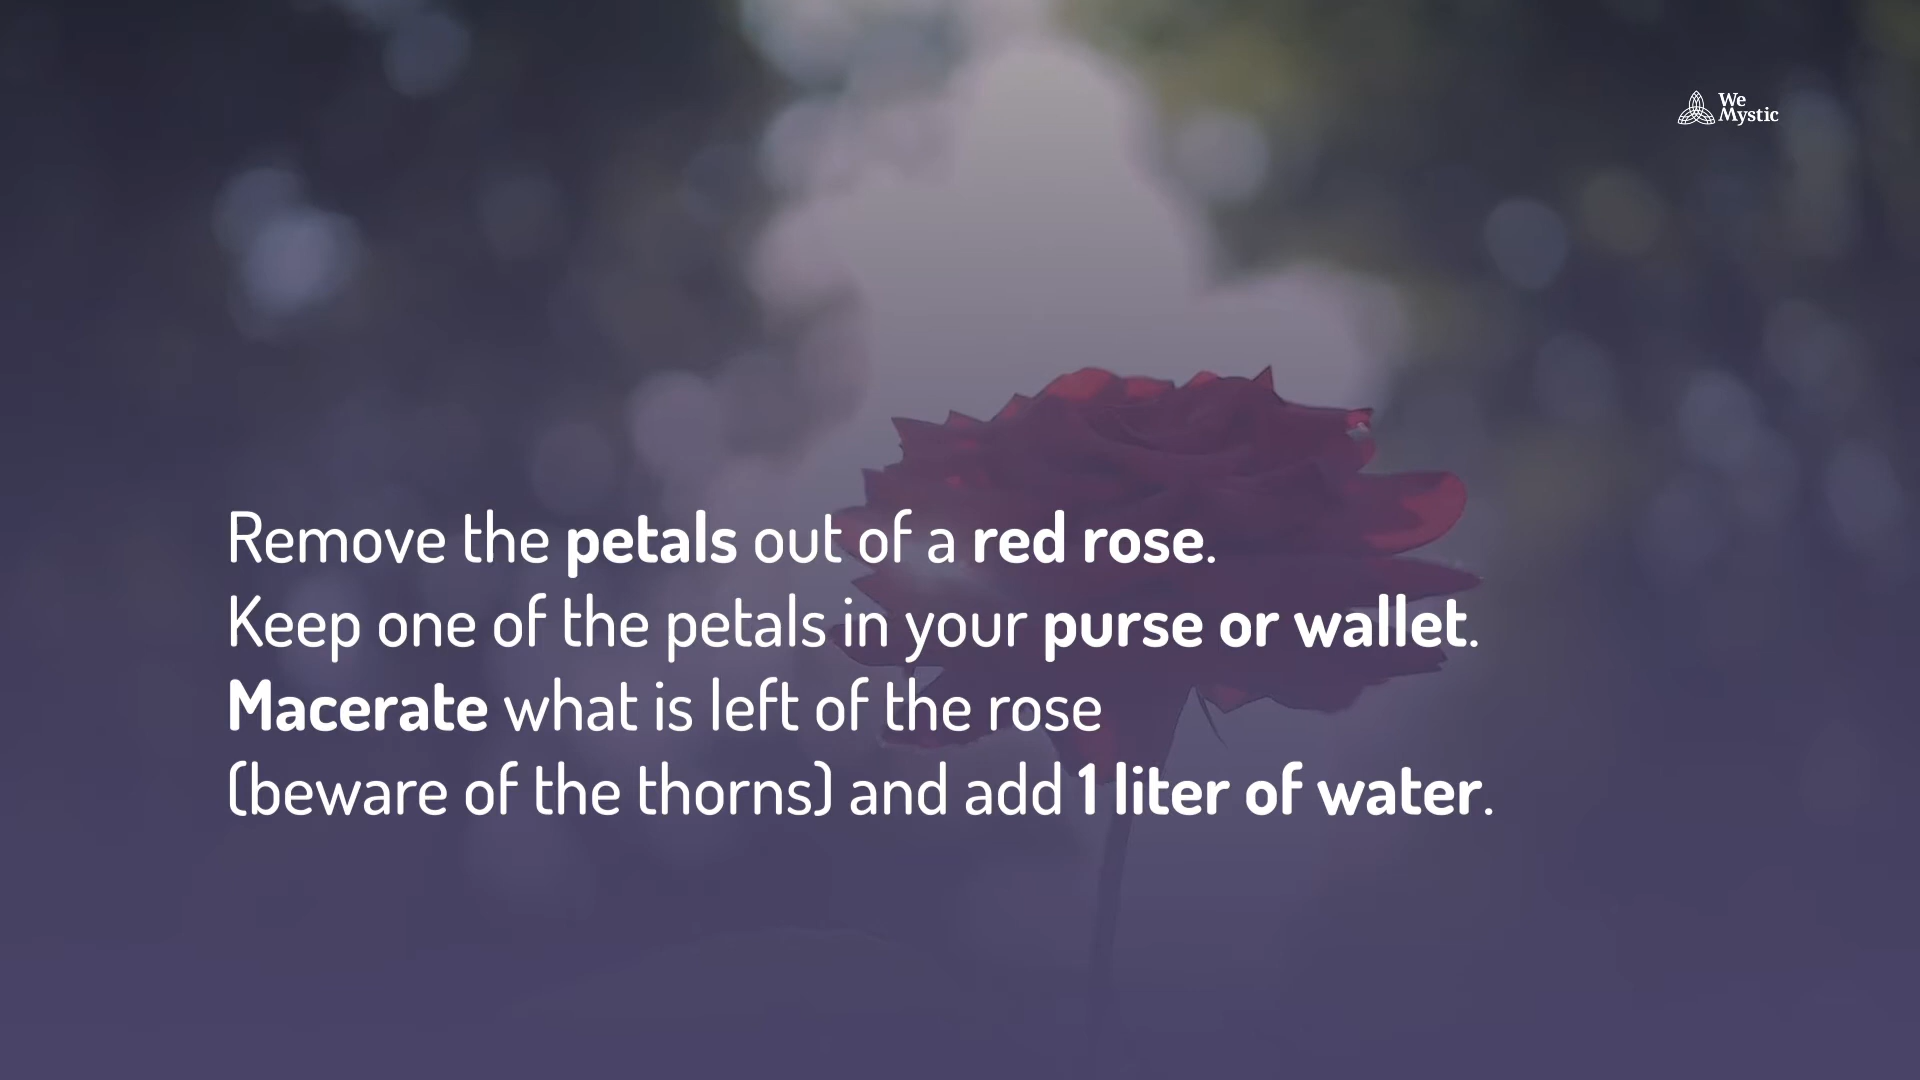 We
Mystic
Remove the petals out of a red rose.
Keep one of the petals in your purse or wallet.
Macerate what is left of the rose
(beware of the thorns) and add 1 liter of water.